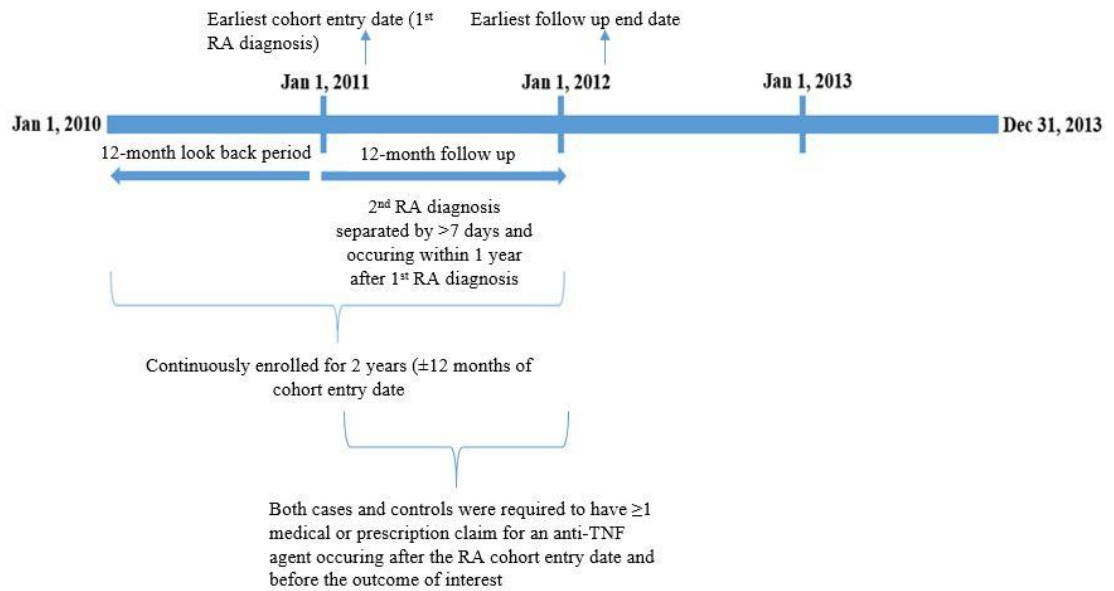 Earliest cohort entry date (1st
RA diagnosis)
Earliest follow up end date
Jan 1, 2011
Jan 1, 2012
Jan 1, 2013
Jan 1, 2010
Dec 31, 2013
12-month look back period
12-month follow up
2nd RA diagnosis
separated by >7 days and
occuring within 1 year
after 1st RA diagnosis
Continuously enrolled for 2 years (±12 months of
cohort entry date
Both cases and controls were required to have ≥1
medical or prescription claim for an anti-TNF
agent occuring after the RA cohort entry date and
before the outcome of interest